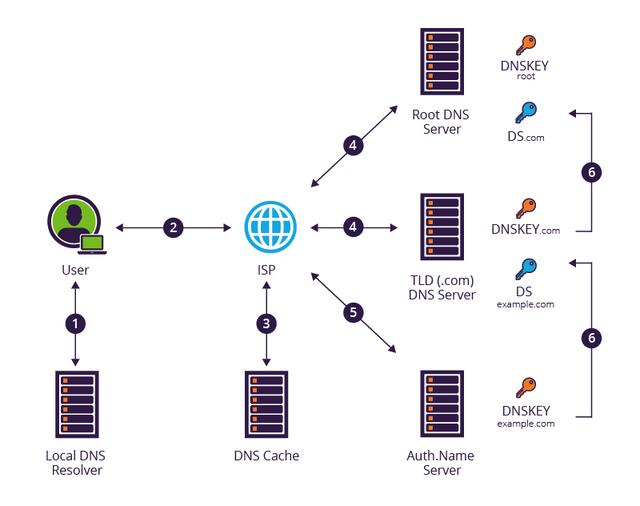 DNSKEY
root
Root DNS
Server
DS.com
4
6
User
2
ISP
4
TLD (.com)
DNS Server
DNSKEY.com
DS
example.com
1
3
5
6
Local DNS
Resolver
DNS Cache
Auth.Name
Server
DNSKEY
example.com